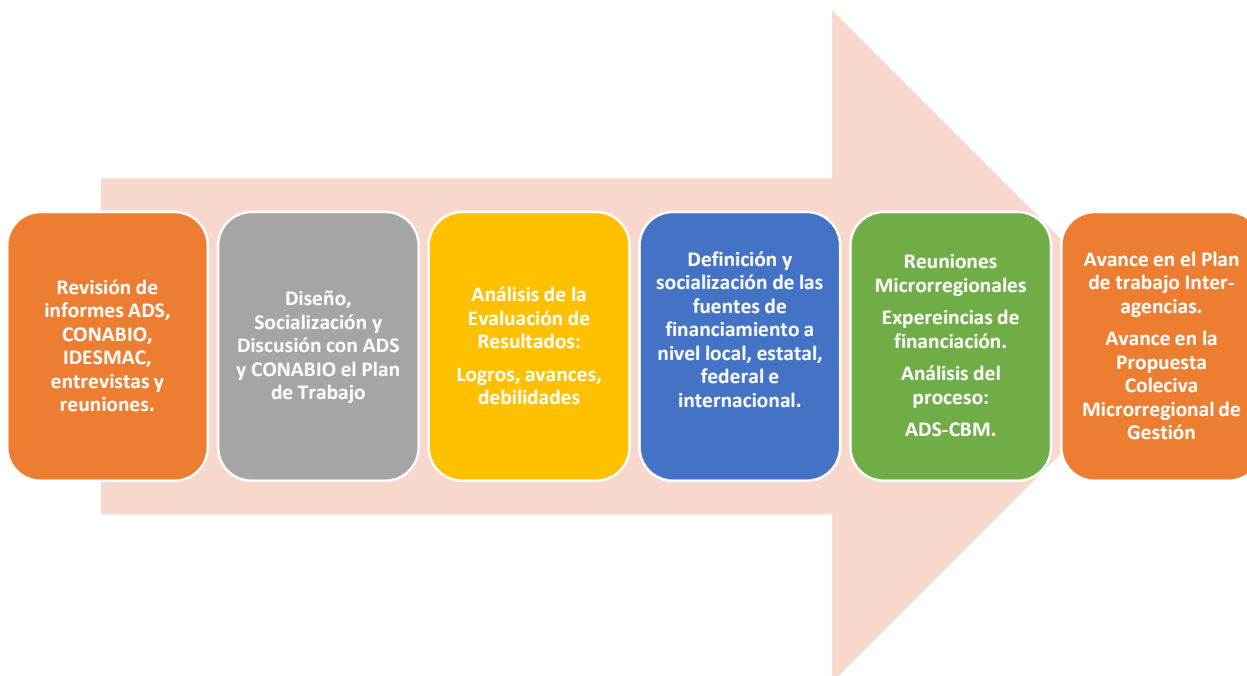 Revisión de
informes ADS,
CONABIO,
IDESMAC,
entrevistas y
reuniones.
Diseño,
Socialización y
Discusión con ADS
y CONABIO el Plan
de Trabajo
Análisis de la
Evaluación de
Resultados:
Logros, avances,
debilidades
Definición y
socialización de las
fuentes de
financiamiento a
nivel local, estatal,
federal e
internacional.
Reuniones
Microrregionales
Expereincias de
financiación.
Análisis del
proceso:
ADS-CBM.
Avance en el Plan
de trabajo Inter-
agencias.
Avance en la
Propuesta
Coleciva
Microrregional de
Gestión